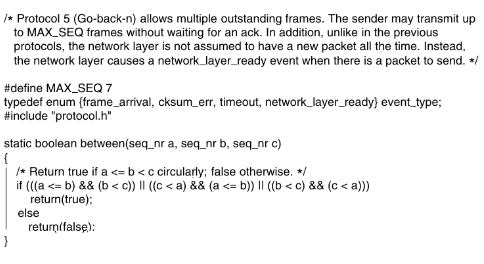 /* Protocol 5 (Go-back-n) allows multiple outstanding frames. The sender may transmit up
to MAX_SEQ frames without waiting for an ack. In addition, unlike in the previous
protocols, the network layer is not assumed to have a new packet all the time. Instead,
the network layer causes a network_layer_ready event when there is a packet to send. */
#define MAX_SEQ 7
typedef enum {frame_arrival, cksum_err, timeout, network_layer_ready} event_type;
#include "protocol.h"
static boolean between(seq_nr a, seq_nr b, seq_nr c)
{
/* Return true if a <= b < c circularly; false otherwise. */
if (((a <= b) && (b < c)) || ((c < a) && (a <= b)) || ((b < c) && (c < a)))
return(true);
else
return(false);
}